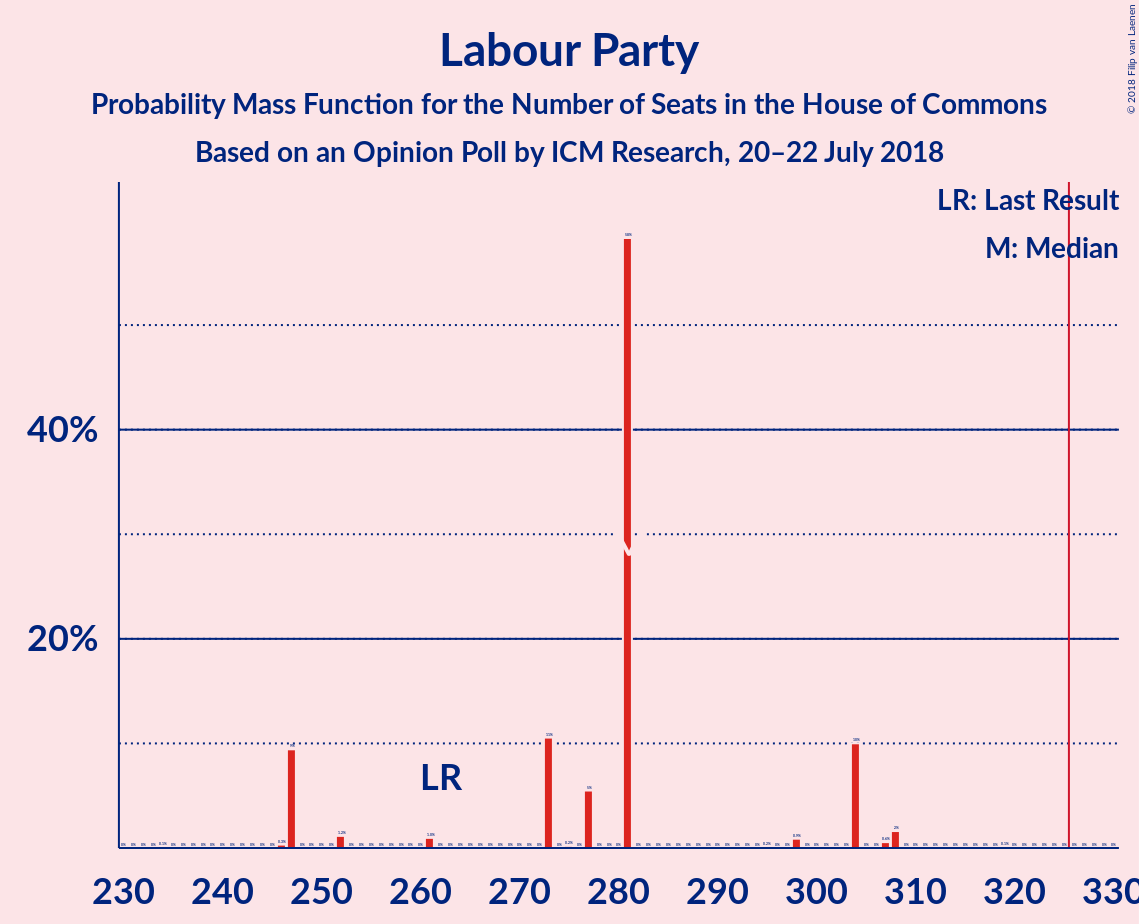 Labour Party
Probability Mass Function for the Number of Seats in the House of Commons
Based on an Opinion Poll by ICM Research, 20–22 July 2018
© 2018 Filip van Laenen
LR: Last Result
M: Median
40%
20%
LR
230 240 250 260 270 280 290 300 310 320 330